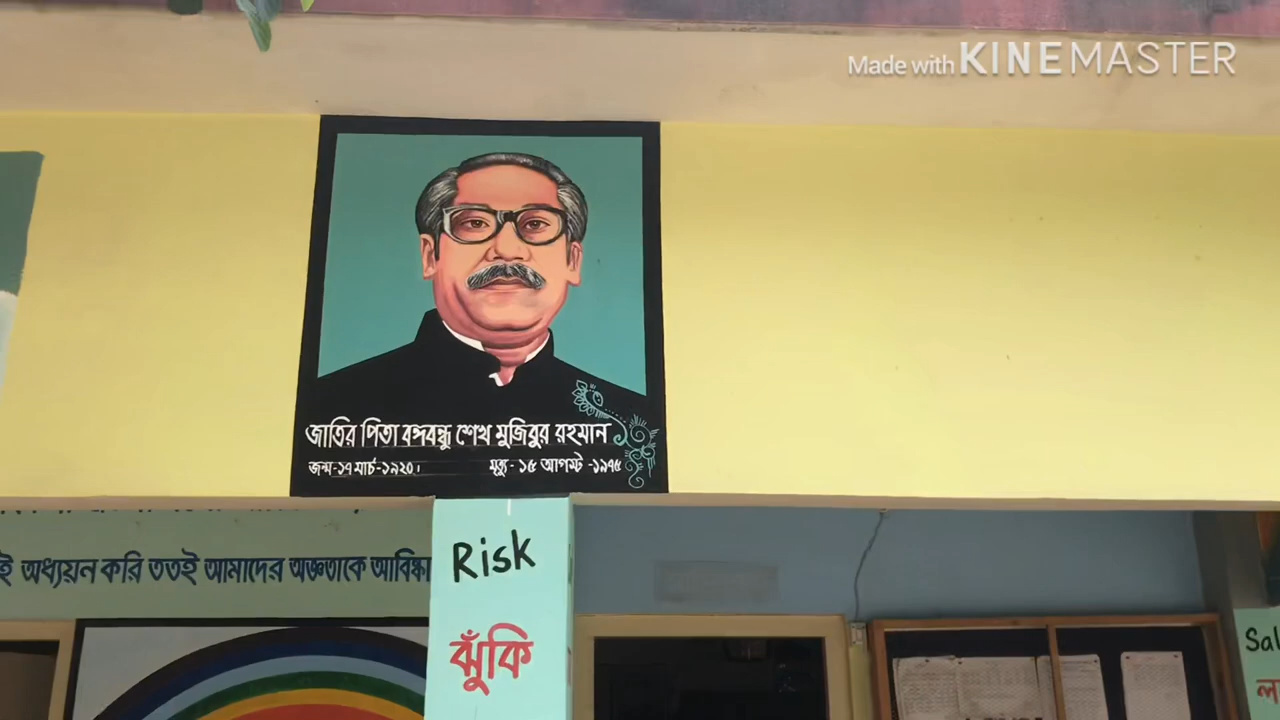 Made with KINEMASTER
জাতির পিতা বঙ্গবন্ধু শেখ মুজিবুর রহমান
জন্ম-১৭ মার্চ-১৯২০। মৃত্যু- ১৫ আগস্ট -১৯৭৫
ই অধ্যয়ন করি ততই আমাদের অজ্ঞতাকে আবিষ্কা
Risk
ঝুঁকি
Sal